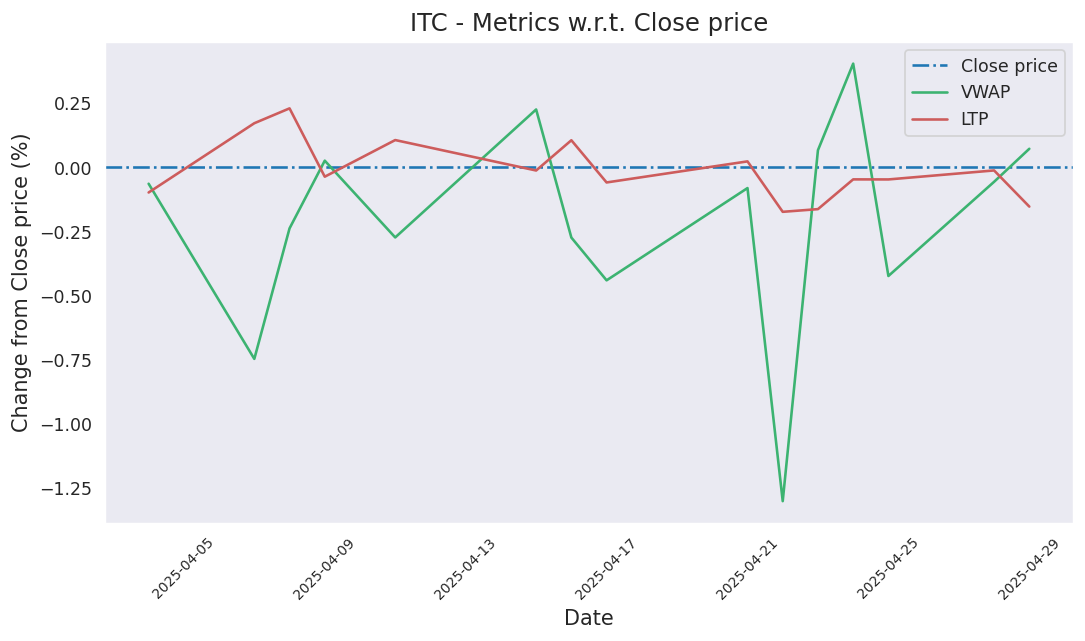 ITC - Metrics w.r.t. Close price
Close price
VWAP
LTP
Change from Close price (%)
0.25
0.00
−0.25
−0.50
−0.75
−1.00
−1.25
2025-04-05
2025-04-09
2025-04-13
2025-04-17
2025-04-21
2025-04-25
2025-04-29
Date